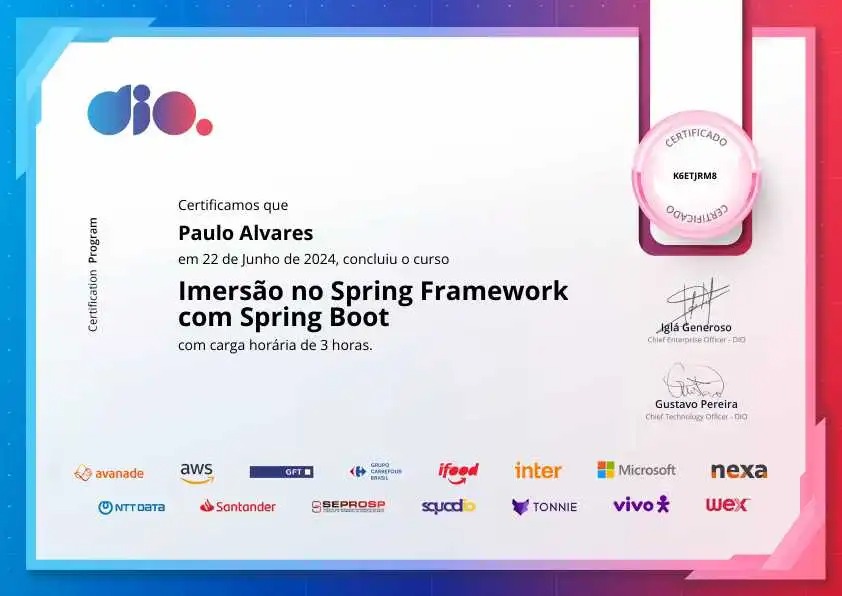 dio.
CERTIFICADO
K6ETJRM8
CERTIFICADO
Certification Program
Certificamos que
Paulo Alvares
em 22 de Junho de 2024, concluiu o curso
Imersão no Spring Framework
com Spring Boot
com carga horária de 3 horas.
Iglá Generoso
Chief Enterprise Officer - DIO
Gustavo Pereira
Chief Technology Officer - DIO
avanade
aws
GFT
GRUPO
CARREFOUR
BRASIL
ifood
inter
Microsoft
nexa
NTT DATA
Santander
SEPROSP
squadio
TONNIE
vivo
wex